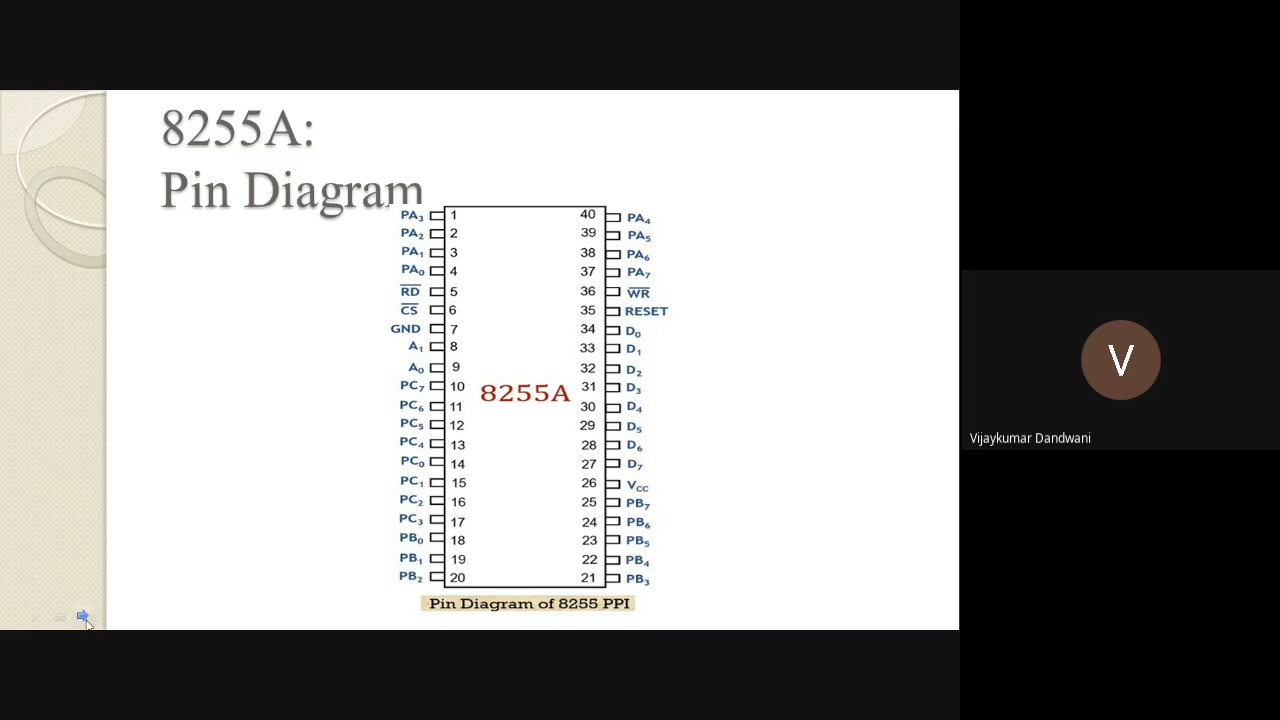 8255A:
Pin Diagram
PA3 1 40 PA4
PA2 2 39 PA5
PA1 3 38 PA6
PA0 4 37 PA7
RD 5 36 WR
CS 6 35 RESET
GND 7 34 D0
A1 8 33 D1
A0 9 32 D2
PC7 10 31 D3
8255A
PC6 11 30 D4
PC5 12 29 D5
PC4 13 28 D6
PC0 14 27 D7
PC1 15 26 VCC
PC2 16 25 PB7
PC3 17 24 PB6
PB0 18 23 PB5
PB1 19 22 PB4
PB2 20 21 PB3
Pin Diagram of 8255 PPI
V
Vijaykumar Dandwani